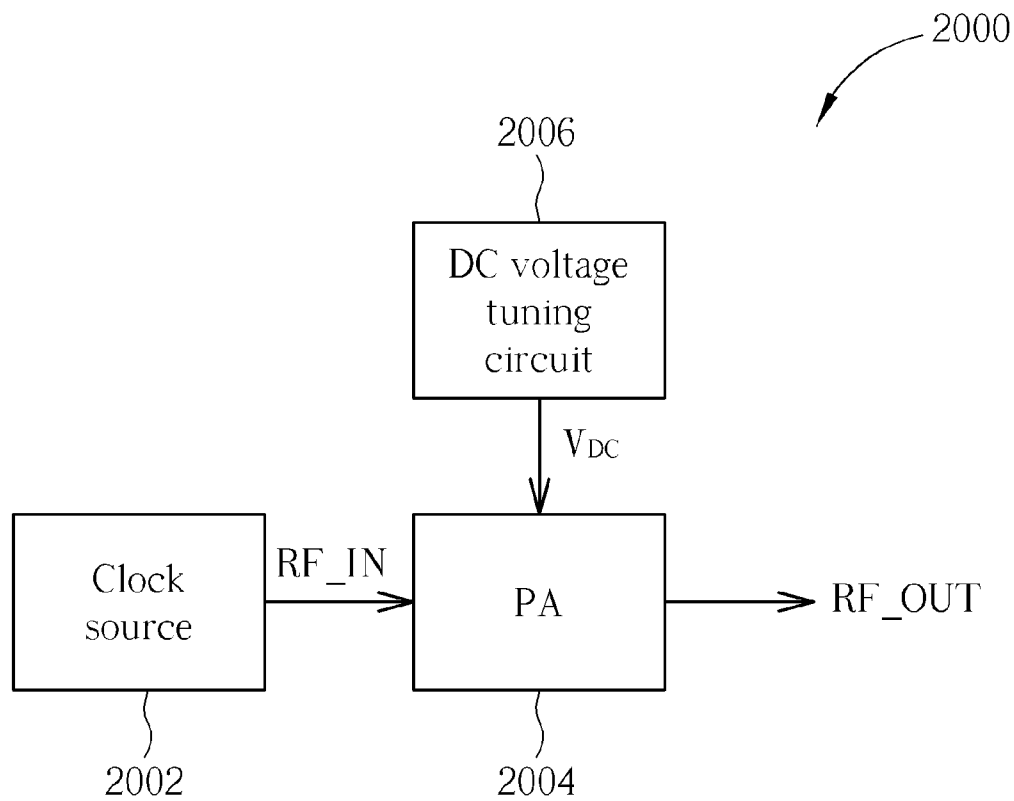 2000
2006
DC voltage
tuning
circuit
VDC
Clock
source
RF_IN
PA
RF_OUT
2002
2004